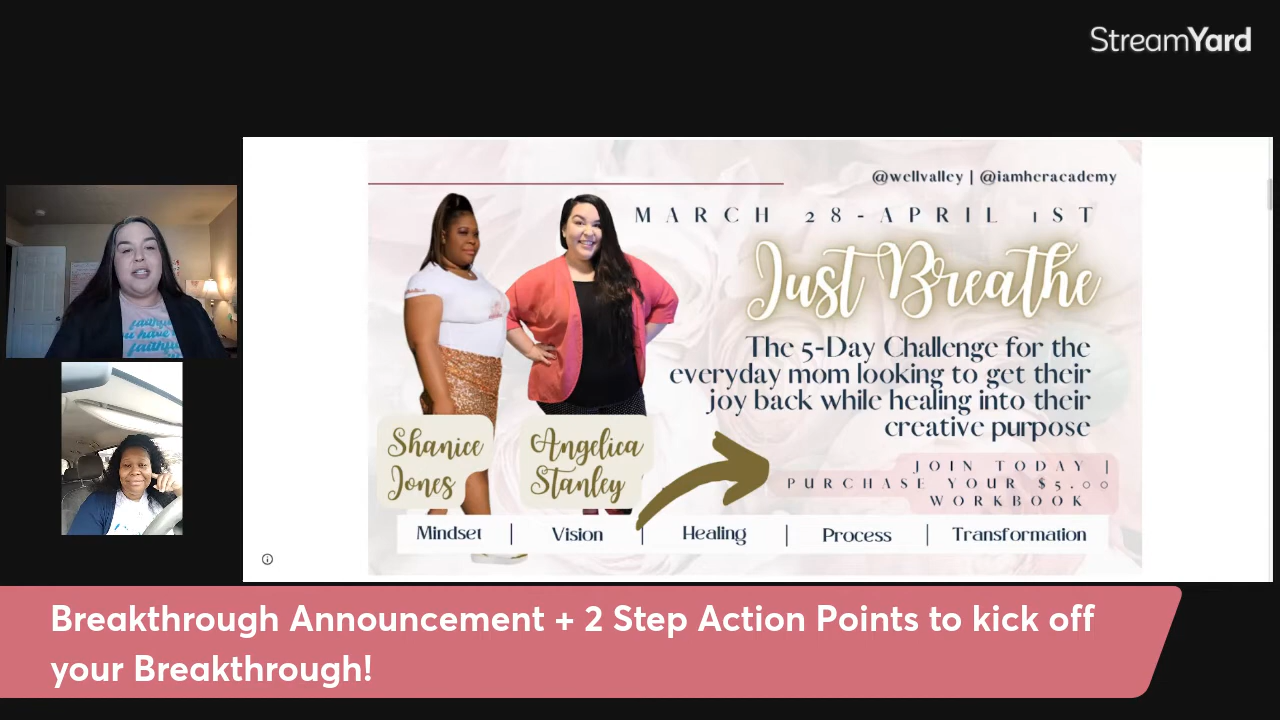 StreamYard
@wellvalley | @iamheracademy
MARCH 28-APRIL 1ST
Just Breathe
The 5-Day Challenge for the
everyday mom looking to get their
joy back while healing into their
creative purpose
Shanice
Jones
Angelica
Stanley
JOIN TODAY |
PURCHASE YOUR $5.00
WORKBOOK
Mindset | Vision | Healing | Process | Transformation
faithful
Breakthrough Announcement + 2 Step Action Points to kick off
your Breakthrough!